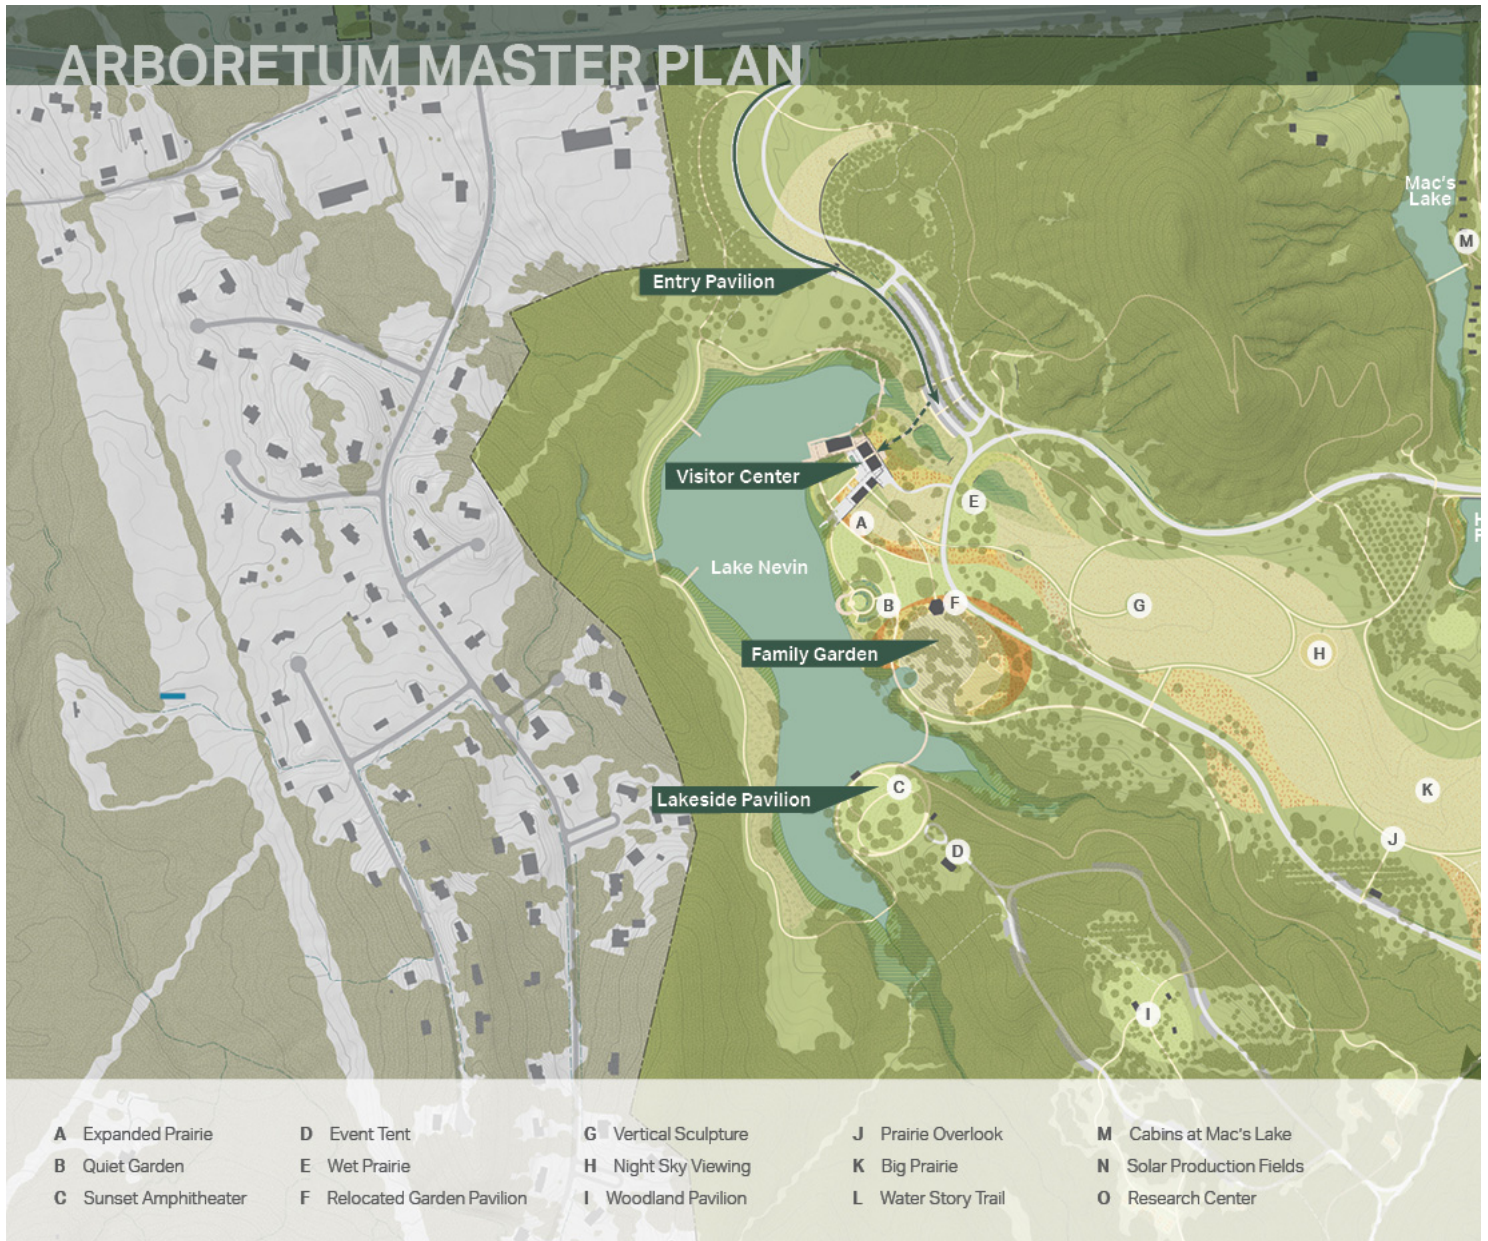 ARBORETUM MASTER PLAN
Mac's
Lake
M
Entry Pavilion
Visitor Center
E
A
Lake Nevin
B
F
G
Family Garden
H
Lakeside Pavilion
C
K
J
D
I
A Expanded Prairie
B Quiet Garden
C Sunset Amphitheater
D Event Tent
E Wet Prairie
F Relocated Garden Pavilion
G Vertical Sculpture
H Night Sky Viewing
I Woodland Pavilion
J Prairie Overlook
K Big Prairie
L Water Story Trail
M Cabins at Mac's Lake
N Solar Production Fields
O Research Center